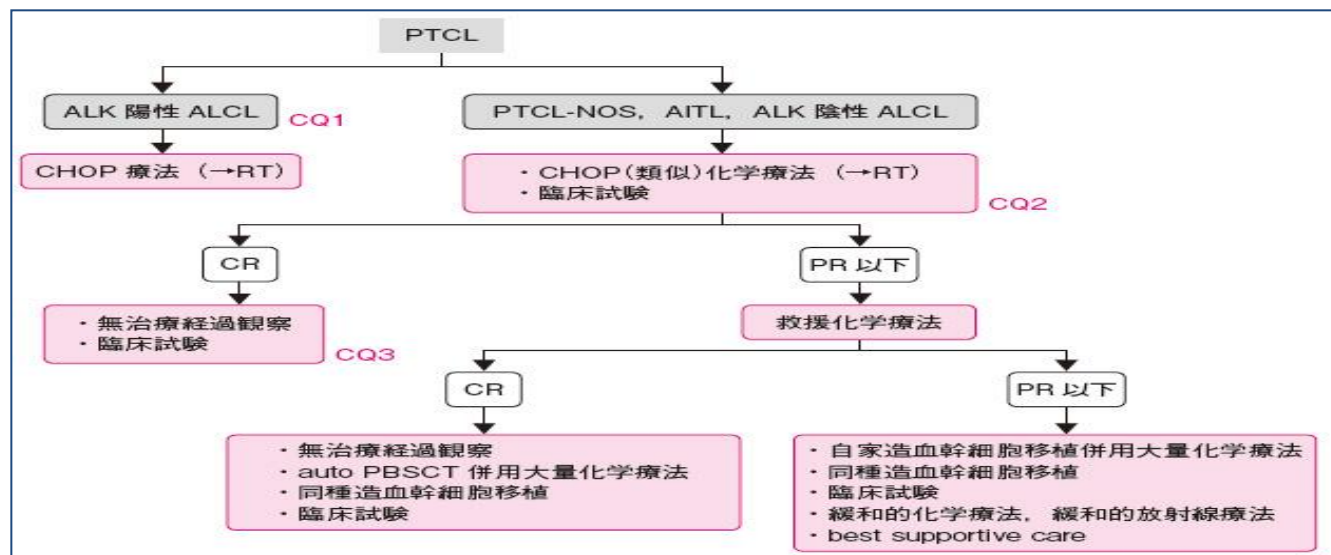 PTCL
ALK 陽性 ALCL
CQ1
PTCL-NOS, AITL, ALK 陰性 ALCL
CHOP 療法 (→RT)
・CHOP(類似)化学療法 (→RT)
・臨床試験
CQ2
CR
PR 以下
・無治療経過観察
・臨床試験
CQ3
救援化学療法
CR
PR 以下
・無治療経過観察
・auto PBSCT 併用大量化学療法
・同種造血幹細胞移植
・臨床試験
・自家造血幹細胞移植併用大量化学療法
・同種造血幹細胞移植
・臨床試験
・緩和的化学療法,緩和的放射線療法
・best supportive care